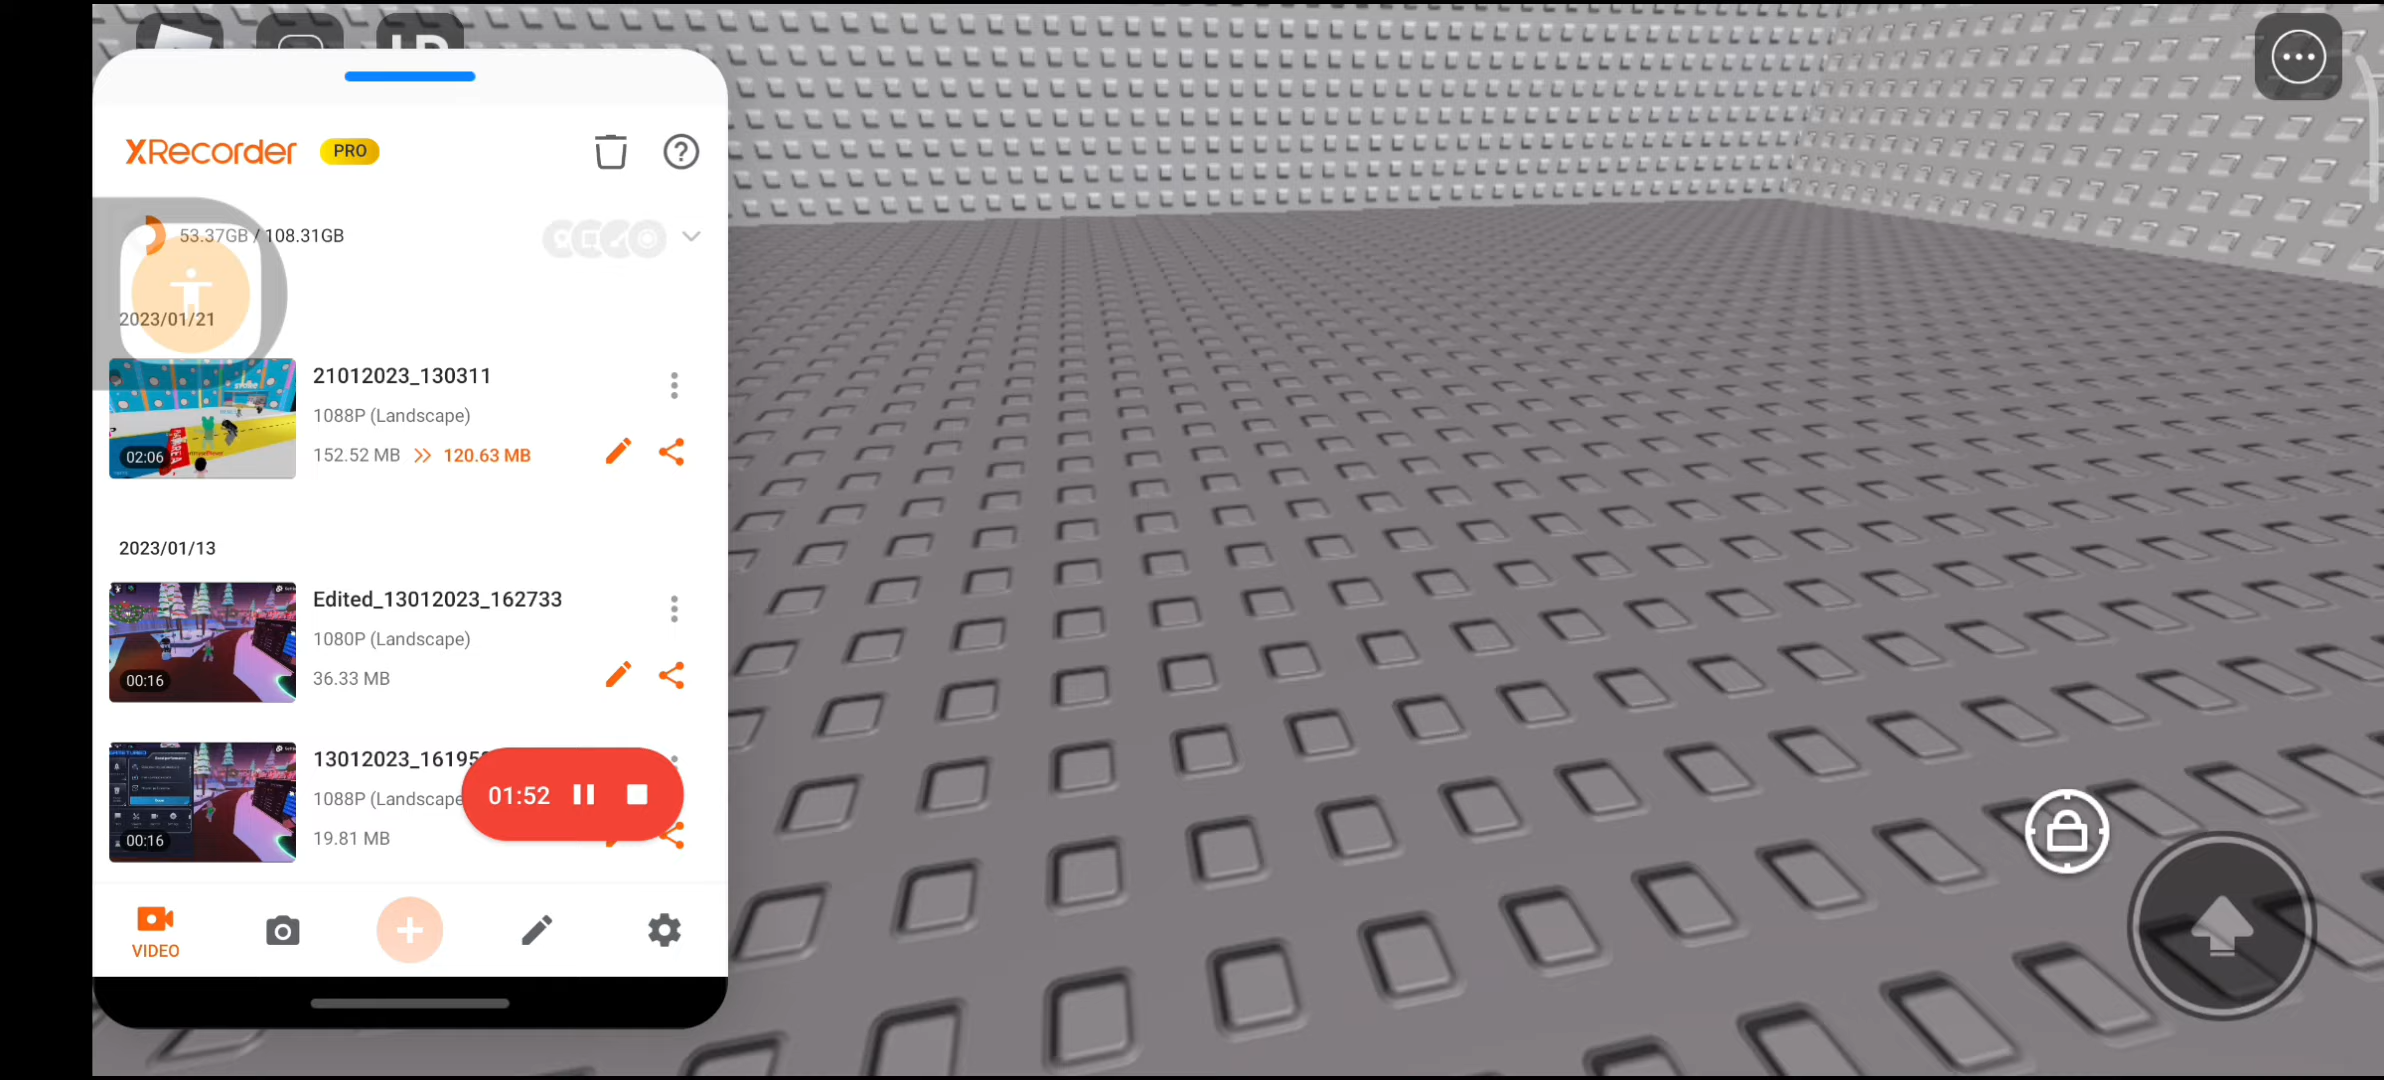 XRecorder PRO
53.37GB / 108.31GB
2023/01/21
21012023_130311
1088P (Landscape)
152.52 MB >> 120.63 MB
02:06
2023/01/13
Edited_13012023_162733
1080P (Landscape)
36.33 MB
00:16
13012023_16195
1088P (Landscape
01:52
19.81 MB
00:16
VIDEO